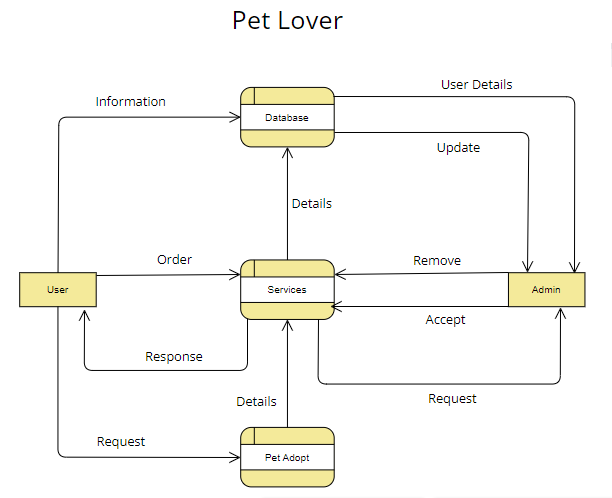 Pet Lover
User Details
Information
Database
Update
Details
Order
Remove
User
Services
Admin
Accept
Response
Details
Request
Request
Pet Adopt